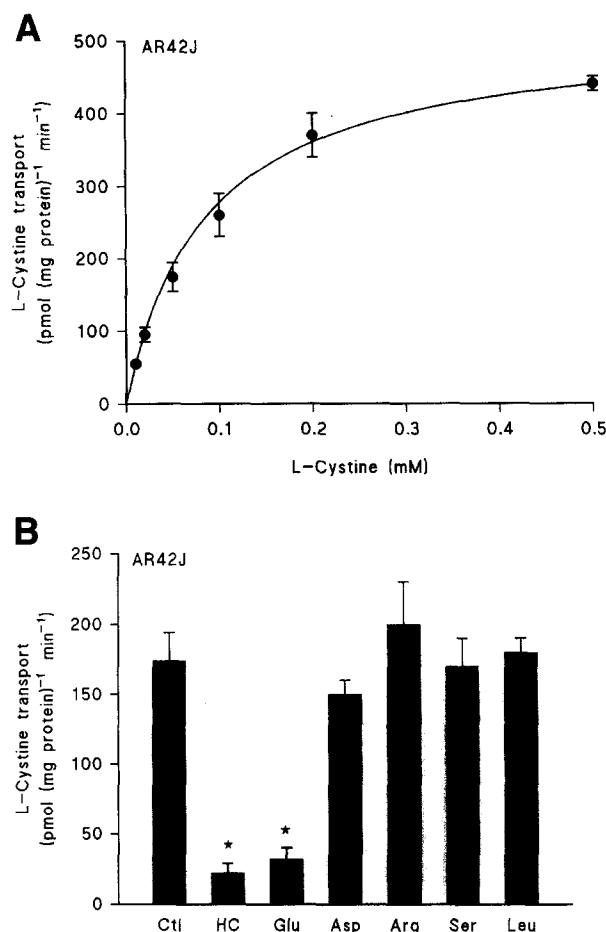 A
AR42J
500
400
300
200
100
0
L-Cystine transport
(pmol (mg protein)⁻¹ min⁻¹)
0.0 0.1 0.2 0.3 0.4 0.5
L-Cystine (mM)
B
AR42J
250
200
150
100
50
0
L-Cystine transport
(pmol (mg protein)⁻¹ min⁻¹)
★ ★
Ctl HC Glu Asp Arg Ser Leu